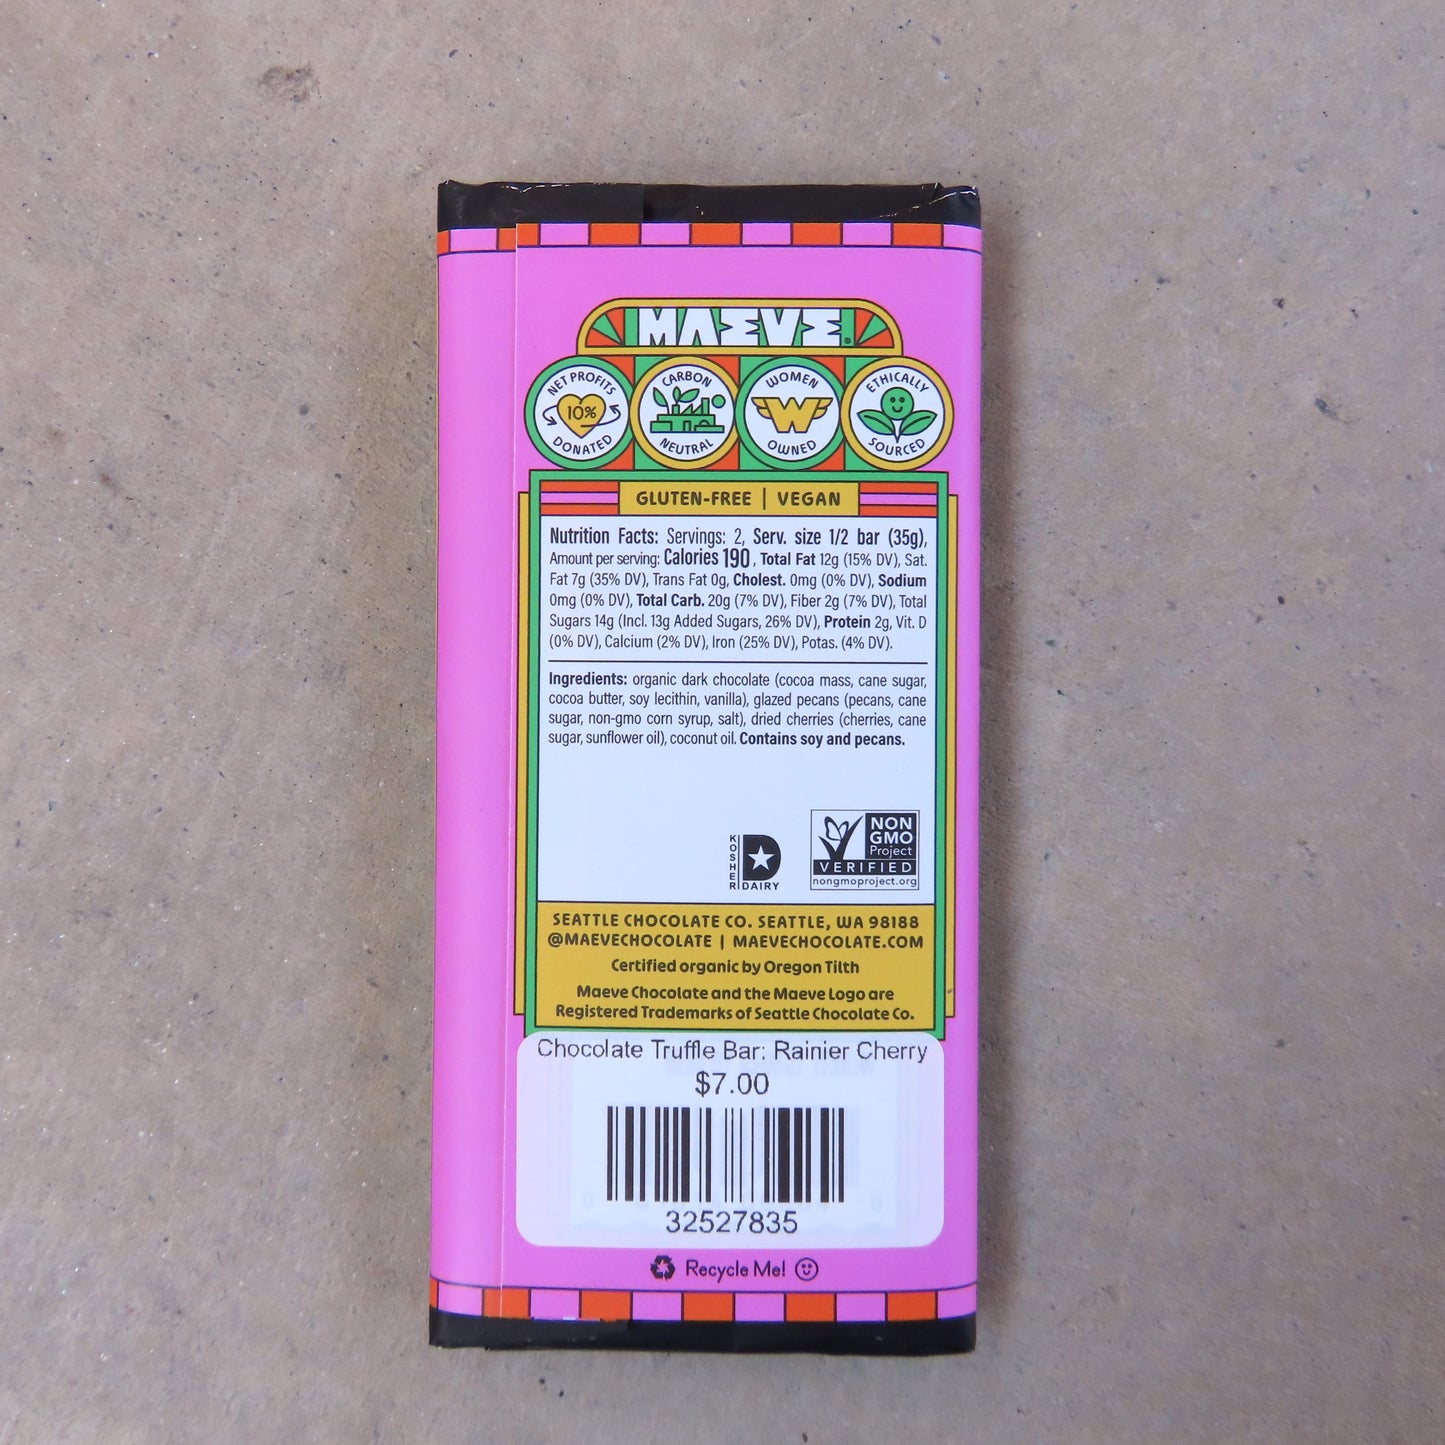 MAEVE®
NET PROFITS
10%
DONATED
CARBON
NEUTRAL
WOMEN
W
OWNED
ETHICALLY
SOURCED
GLUTEN-FREE | VEGAN
Nutrition Facts: Servings: 2, Serv. size 1/2 bar (35g),
Amount per serving: Calories 190, Total Fat 12g (15% DV), Sat.
Fat 7g (35% DV), Trans Fat 0g, Cholest. 0mg (0% DV), Sodium
0mg (0% DV), Total Carb. 20g (7% DV), Fiber 2g (7% DV), Total
Sugars 14g (Incl. 13g Added Sugars, 26% DV), Protein 2g, Vit. D
(0% DV), Calcium (2% DV), Iron (25% DV), Potas. (4% DV).
Ingredients: organic dark chocolate (cocoa mass, cane sugar,
cocoa butter, soy lecithin, vanilla), glazed pecans (pecans, cane
sugar, non-gmo corn syrup, salt), dried cherries (cherries, cane
sugar, sunflower oil), coconut oil. Contains soy and pecans.
KOSHER
D
DAIRY
NON
GMO
Project
VERIFIED
nongmoproject.org
SEATTLE CHOCOLATE CO. SEATTLE, WA 98188
@MAEVECHOCOLATE | MAEVECHOCOLATE.COM
Certified organic by Oregon Tilth
Maeve Chocolate and the Maeve Logo are
Registered Trademarks of Seattle Chocolate Co.
Chocolate Truffle Bar: Rainier Cherry
$7.00
32527835
Recycle Me!